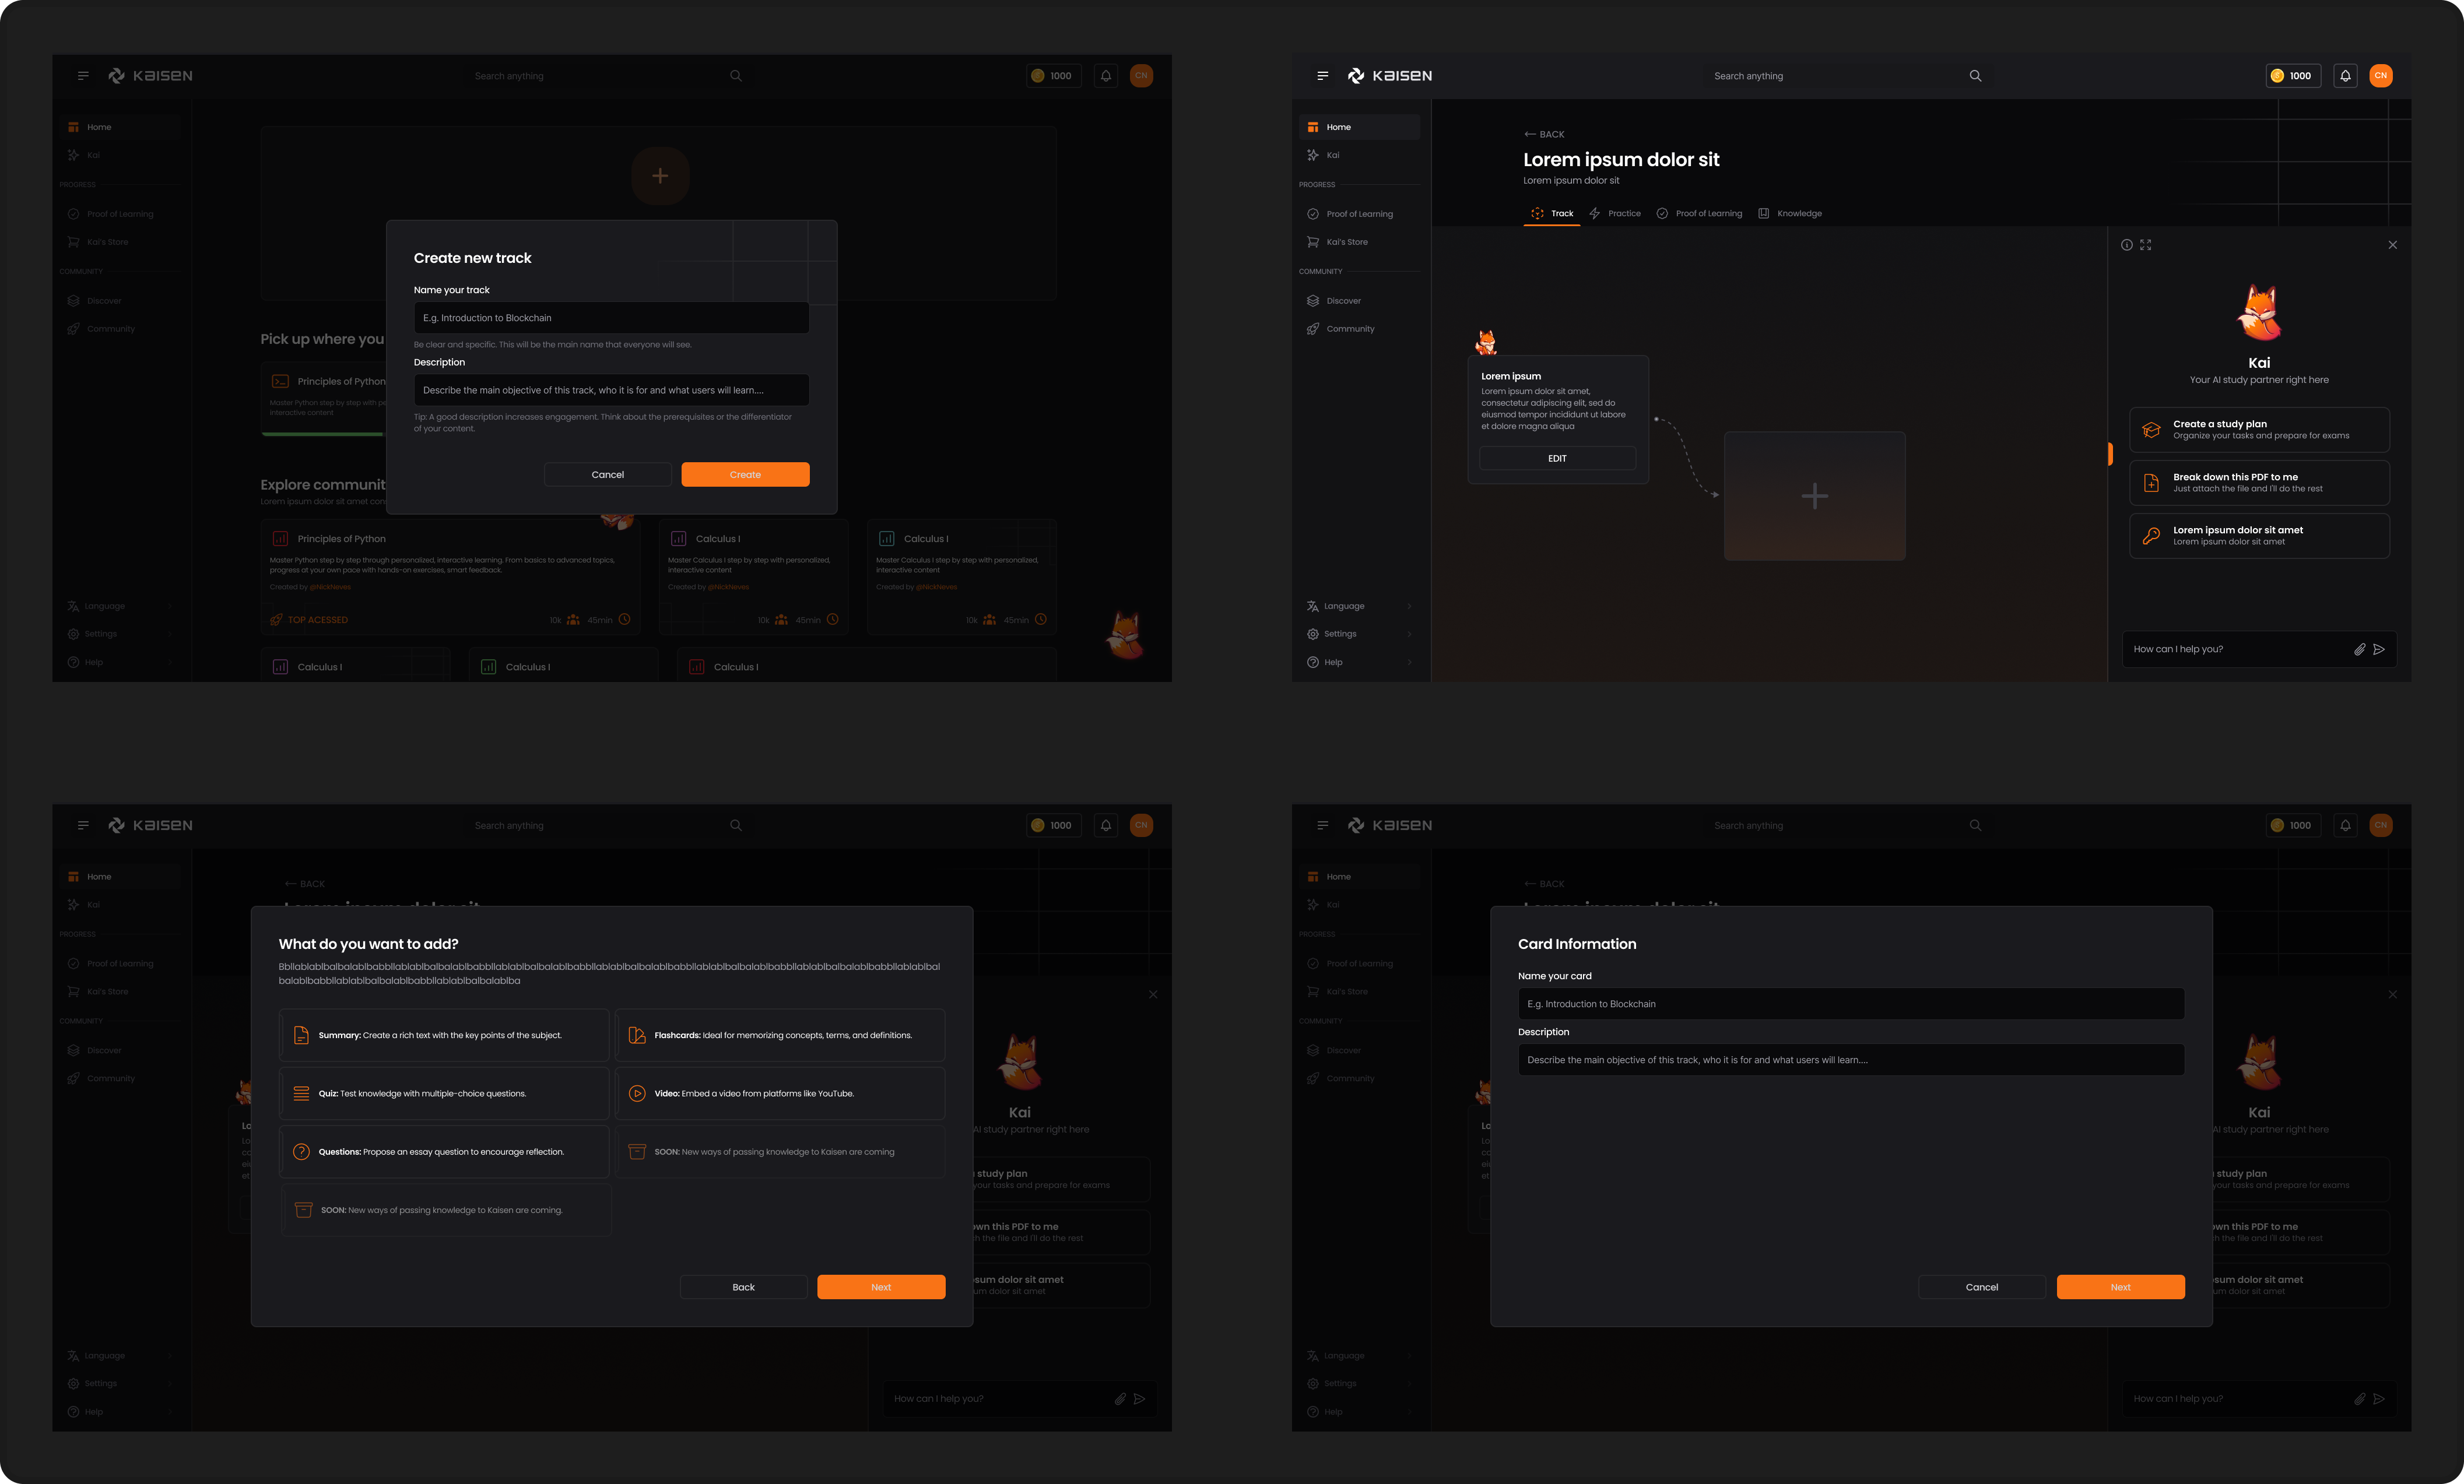 KAISEN
Search anything
1000
CN
Home
Kai
PROGRESS
Proof of Learning
Kai's Store
COMMUNITY
Discover
Community
Language
Settings
Help
Pick up where you
Principles of Python
Master Python step by step with pe
interactive content
Explore communit
Lorem ipsum dolor sit amet con
Create new track
Name your track
E.g. Introduction to Blockchain
Be clear and specific. This will be the main name that everyone will see.
Description
Describe the main objective of this track, who it is for and what users will learn....
Tip: A good description increases engagement. Think about the prerequisites or the differentiator
of your content.
Cancel
Create
Principles of Python
Master Python step by step through personalized, interactive learning. From basics to advanced topics,
progress at your own pace with hands-on exercises, smart feedback.
Created by @NickNeves
TOP ACESSED
10k
45min
Calculus I
Master Calculus I step by step with personalized,
interactive content
Created by @NickNeves
10k
45min
Calculus I
Master Calculus I step by step with personalized,
interactive content
Created by @NickNeves
10k
45min
Calculus I
Calculus I
Calculus I
KAISEN
Search anything
1000
CN
Home
Kai
PROGRESS
Proof of Learning
Kai's Store
COMMUNITY
Discover
Community
Language
Settings
Help
BACK
Lorem ipsum dolor sit
Lorem ipsum dolor sit
Track
Practice
Proof of Learning
Knowledge
Lorem ipsum
Lorem ipsum dolor sit amet,
consectetur adipiscing elit, sed do
eiusmod tempor incididunt ut labore
et dolore magna aliqua
EDIT
Kai
Your AI study partner right here
Create a study plan
Organize your tasks and prepare for exams
Break down this PDF to me
Just attach the file and I'll do the rest
Lorem ipsum dolor sit amet
Lorem ipsum dolor sit amet
How can I help you?
KAISEN
Search anything
1000
CN
Home
Kai
PROGRESS
Proof of Learning
Kai's Store
COMMUNITY
Discover
Community
Language
Settings
Help
BACK
What do you want to add?
Bbllablablbalbalablbabbllablablbalbalablbabbllablablbalbalablbabbllablablbalbalablbabbllablablbalbalablbabbllablablbalbalablbabbllablablbal
balablbabbllablablbalbalablbabbllablablbalbalablba
Summary: Create a rich text with the key points of the subject.
Flashcards: Ideal for memorizing concepts, terms, and definitions.
Quiz: Test knowledge with multiple-choice questions.
Video: Embed a video from platforms like YouTube.
Questions: Propose an essay question to encourage reflection.
SOON: New ways of passing knowledge to Kaisen are coming
SOON: New ways of passing knowledge to Kaisen are coming.
Back
Next
Kai
AI study partner right here
study plan
your tasks and prepare for exams
own this PDF to me
h the file and I'll do the rest
sum dolor sit amet
um dolor sit amet
How can I help you?
KAISEN
Search anything
1000
CN
Home
Kai
PROGRESS
Proof of Learning
Kai's Store
COMMUNITY
Discover
Community
Language
Settings
Help
BACK
Card Information
Name your card
E.g. Introduction to Blockchain
Description
Describe the main objective of this track, who it is for and what users will learn....
Cancel
Next
Kai
AI study partner right here
study plan
your tasks and prepare for exams
own this PDF to me
h the file and I'll do the rest
sum dolor sit amet
um dolor sit amet
How can I help you?